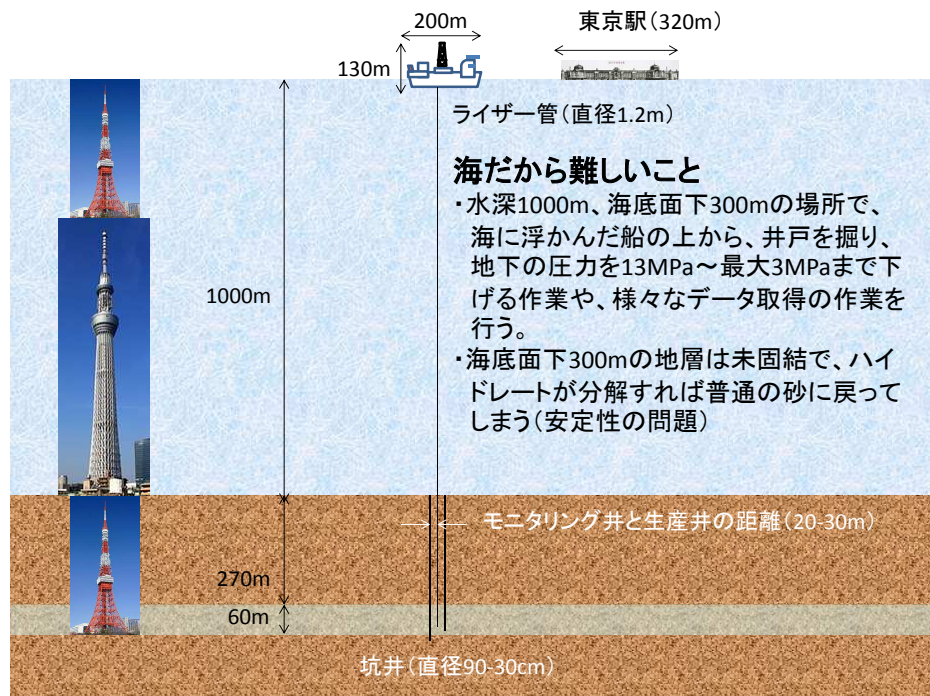 200m
東京駅(320m)
130m
ライザー管(直径1.2m)
海だから難しいこと
・水深1000m、海底面下300mの場所で、
海に浮かんだ船の上から、井戸を掘り、
地下の圧力を13MPa～最大3MPaまで下
げる作業や、様々なデータ取得の作業を
行う。
・海底面下300mの地層は未固結で、ハイ
ドレートが分解すれば普通の砂に戻って
しまう(安定性の問題)
1000m
モニタリング井と生産井の距離(20-30m)
270m
60m
坑井(直径90-30cm)